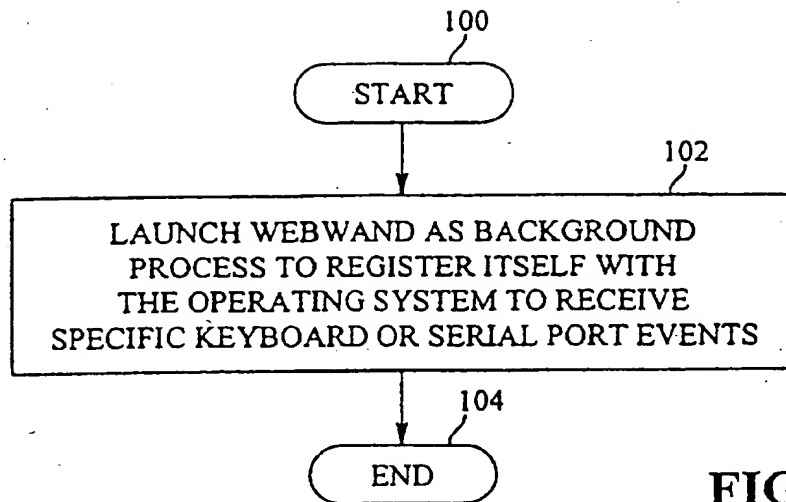 100
START
102
LAUNCH WEBWAND AS BACKGROUND
PROCESS TO REGISTER ITSELF WITH
THE OPERATING SYSTEM TO RECEIVE
SPECIFIC KEYBOARD OR SERIAL PORT EVENTS
104
END
FIG